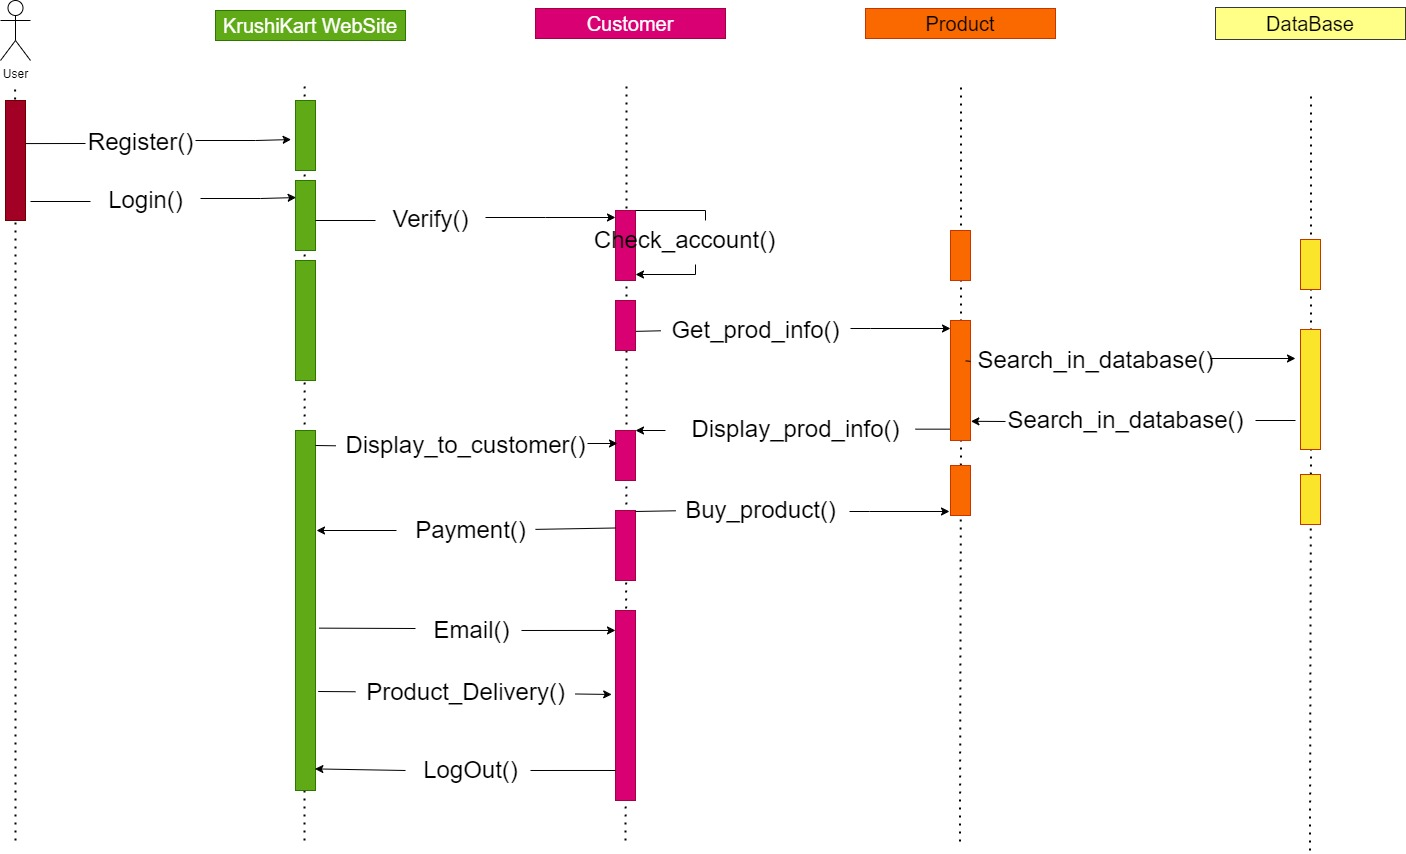 User
KrushiKart WebSite
Customer
Product
DataBase
Register()
Login()
Verify()
Check_account()
Get_prod_info()
Search_in_database()
Search_in_database()
Display_prod_info()
Display_to_customer()
Buy_product()
Payment()
Email()
Product_Delivery()
LogOut()